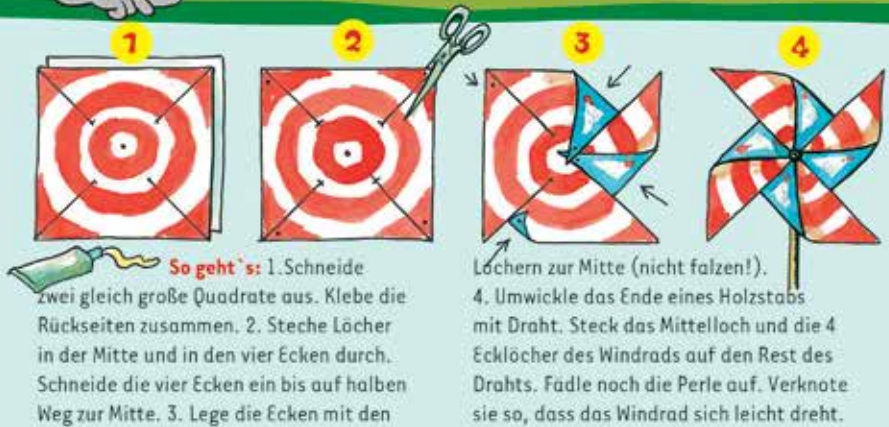 1
2
3
4
So geht`s: 1.Schneide
zwei gleich große Quadrate aus. Klebe die
Rückseiten zusammen. 2. Steche Löcher
in der Mitte und in den vier Ecken durch.
Schneide die vier Ecken ein bis auf halben
Weg zur Mitte. 3. Lege die Ecken mit den
Löchern zur Mitte (nicht falzen!).
4. Umwickle das Ende eines Holzstabs
mit Draht. Steck das Mittelloch und die 4
Ecklöcher des Windrads auf den Rest des
Drahts. Fädle noch die Perle auf. Verknote
sie so, dass das Windrad sich leicht dreht.